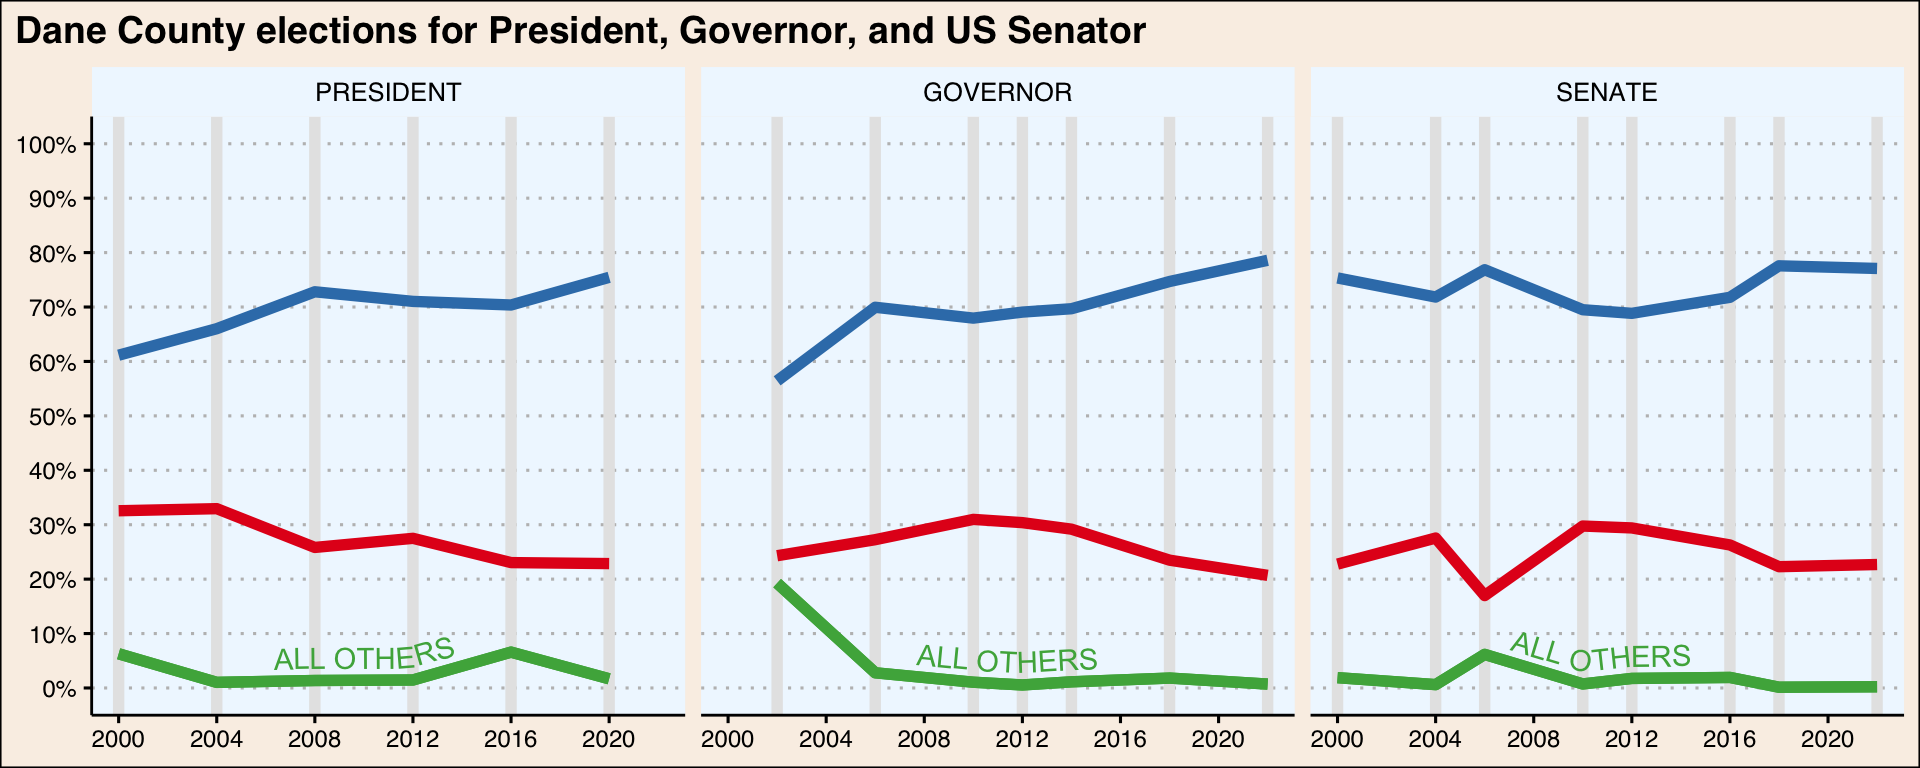 Dane County elections for President, Governor, and US Senator
PRESIDENT
GOVERNOR
SENATE
100%
90%
80%
70%
60%
50%
40%
30%
20%
10%
0%
ALL OTHERS
ALL OTHERS
ALL OTHERS
2000 2004 2008 2012 2016 2020
2000 2004 2008 2012 2016 2020
2000 2004 2008 2012 2016 2020